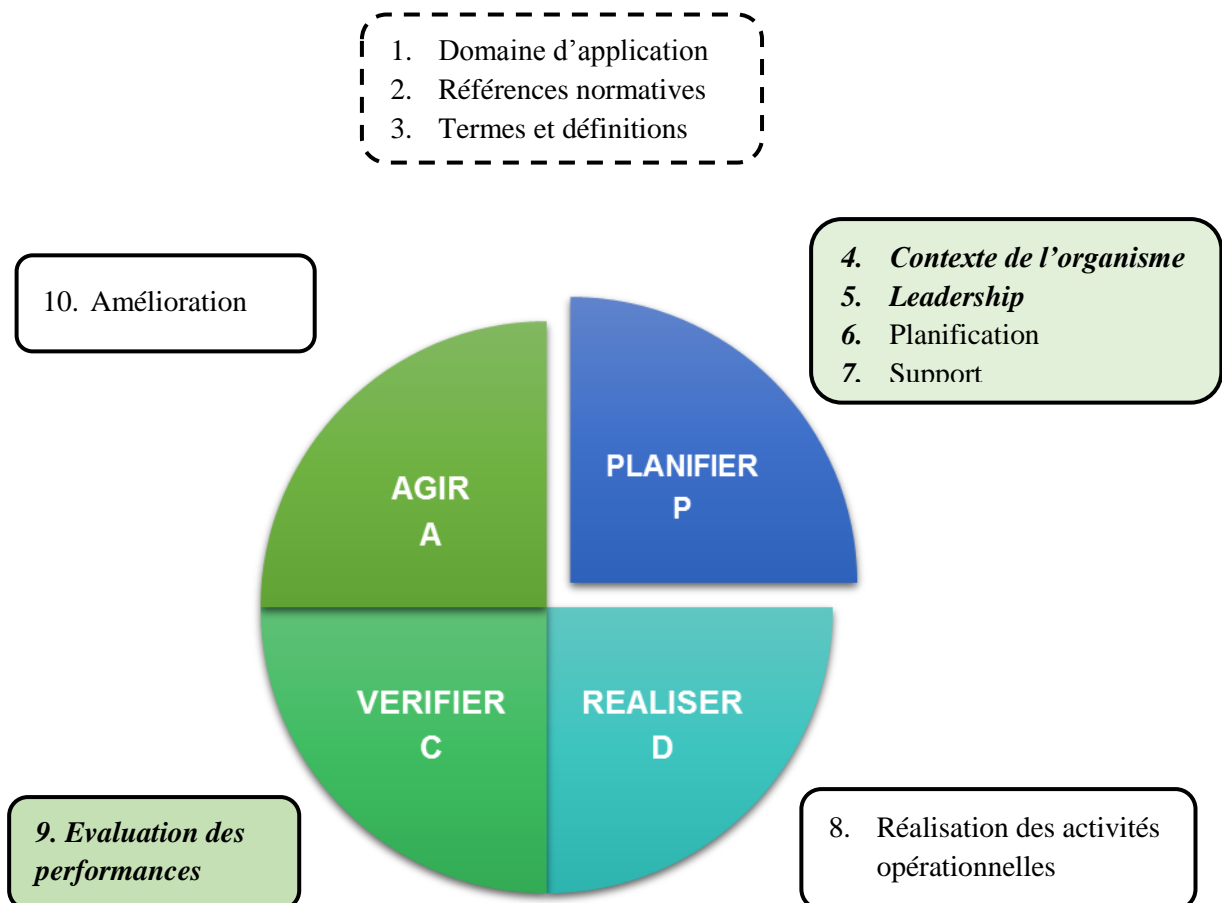 1. Domaine d’application
2. Références normatives
3. Termes et définitions
4. Contexte de l’organisme
5. Leadership
6. Planification
7. Support
10. Amélioration
PLANIFIER
P
AGIR
A
VERIFIER
C
REALISER
D
9. Evaluation des
performances
8. Réalisation des activités
opérationnelles